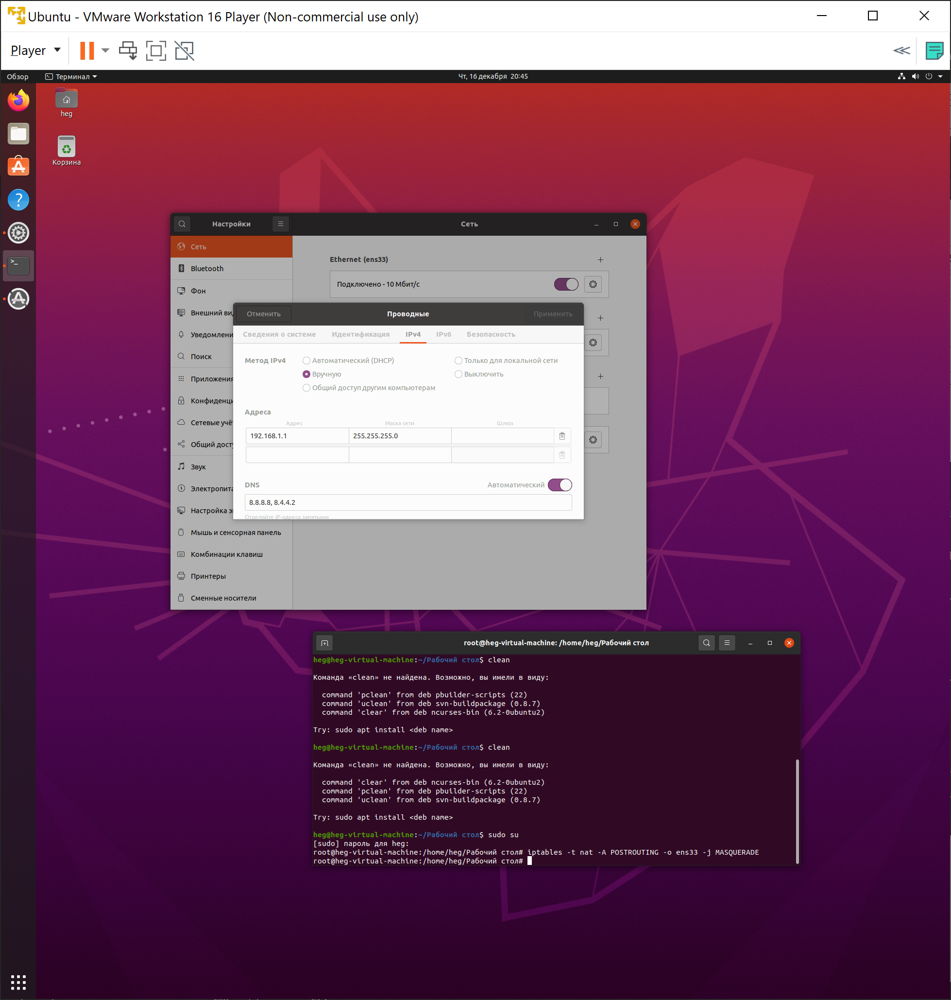 Ubuntu - VMware Workstation 16 Player (Non-commercial use only)
Player
Обзор
Терминал
Чт, 16 декабря 20:45
heg
Корзина
Настройки
Сеть
Сеть
Bluetooth
Фон
Внешний ви
Уведомлени
Поиск
Приложения
Конфиденци
Сетевые учёт
Общий досту
Звук
Электропита
Настройка э
Мышь и сенсорная панель
Комбинации клавиш
Принтеры
Сменные носители
Ethernet (ens33)
Подключено - 10 Мбит/с
Отменить
Проводные
Применить
Сведения о системе
Идентификация
IPv4
IPv6
Безопасность
Метод IPv4
Автоматический (DHCP)
Только для локальной сети
Вручную
Выключить
Общий доступ другим компьютерам
Адреса
Адрес
Маска сети
Шлюз
192.168.1.1
255.255.255.0
DNS
Автоматический
8.8.8.8, 8.4.4.2
Отделяйте IP-адреса запятыми
root@heg-virtual-machine: /home/heg/Рабочий стол
heg@heg-virtual-machine:~/Рабочий стол$ clean
Команда «clean» не найдена. Возможно, вы имели в виду:
command 'pclean' from deb pbuilder-scripts (22)
command 'uclean' from deb svn-buildpackage (0.8.7)
command 'clear' from deb ncurses-bin (6.2-0ubuntu2)
Try: sudo apt install <deb name>
heg@heg-virtual-machine:~/Рабочий стол$ clean
Команда «clean» не найдена. Возможно, вы имели в виду:
command 'clear' from deb ncurses-bin (6.2-0ubuntu2)
command 'pclean' from deb pbuilder-scripts (22)
command 'uclean' from deb svn-buildpackage (0.8.7)
Try: sudo apt install <deb name>
heg@heg-virtual-machine:~/Рабочий стол$ sudo su
[sudo] пароль для heg:
root@heg-virtual-machine:/home/heg/Рабочий стол# iptables -t nat -A POSTROUTING -o ens33 -j MASQUERADE
root@heg-virtual-machine:/home/heg/Рабочий стол#